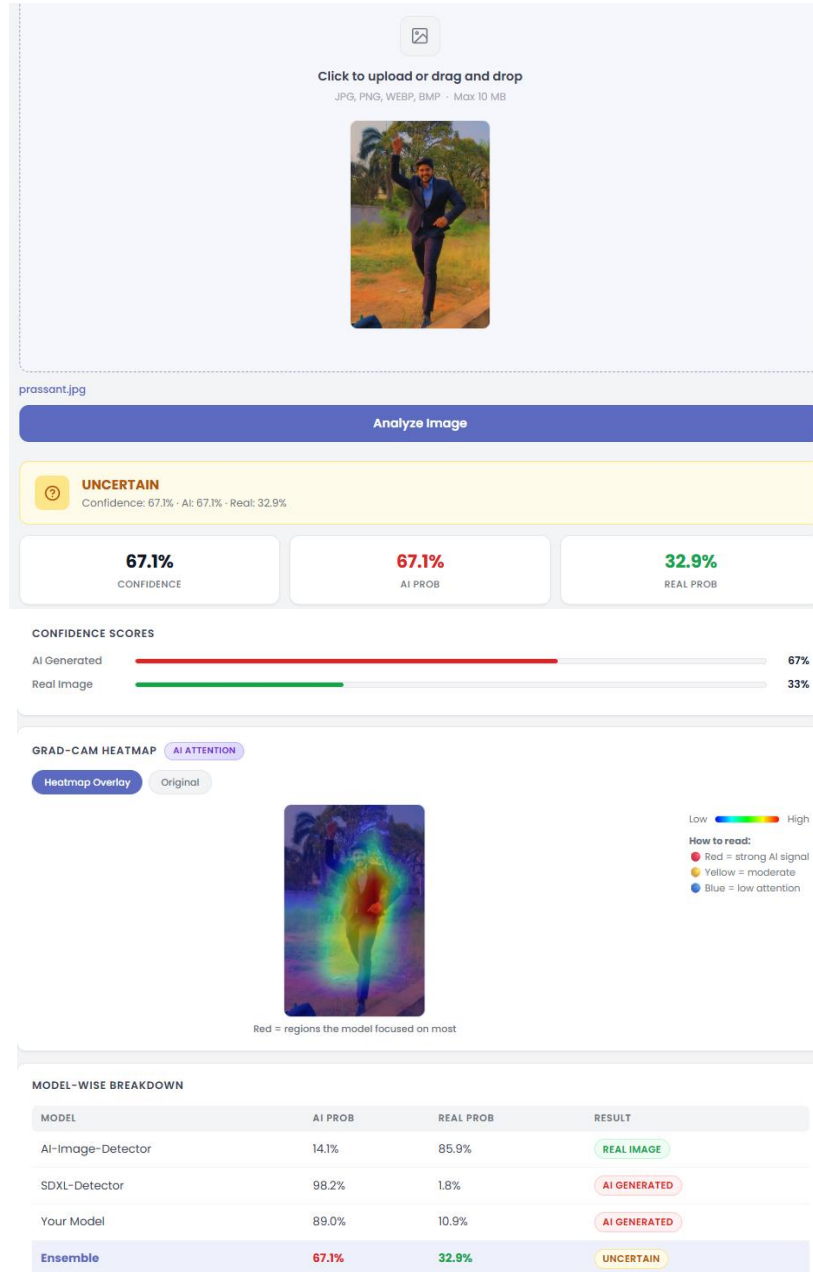 Click to upload or drag and drop
JPG, PNG, WEBP, BMP · Max 10 MB
prassant.jpg
Analyze Image
UNCERTAIN
Confidence: 67.1% · AI: 67.1% · Real: 32.9%
67.1%
CONFIDENCE
67.1%
AI PROB
32.9%
REAL PROB
CONFIDENCE SCORES
AI Generated 67%
Real Image 33%
GRAD-CAM HEATMAP AI ATTENTION
Heatmap Overlay Original
Low High
How to read:
Red = strong AI signal
Yellow = moderate
Blue = low attention
Red = regions the model focused on most
MODEL-WISE BREAKDOWN
MODEL AI PROB REAL PROB RESULT
AI-Image-Detector 14.1% 85.9% REAL IMAGE
SDXL-Detector 98.2% 1.8% AI GENERATED
Your Model 89.0% 10.9% AI GENERATED
Ensemble 67.1% 32.9% UNCERTAIN